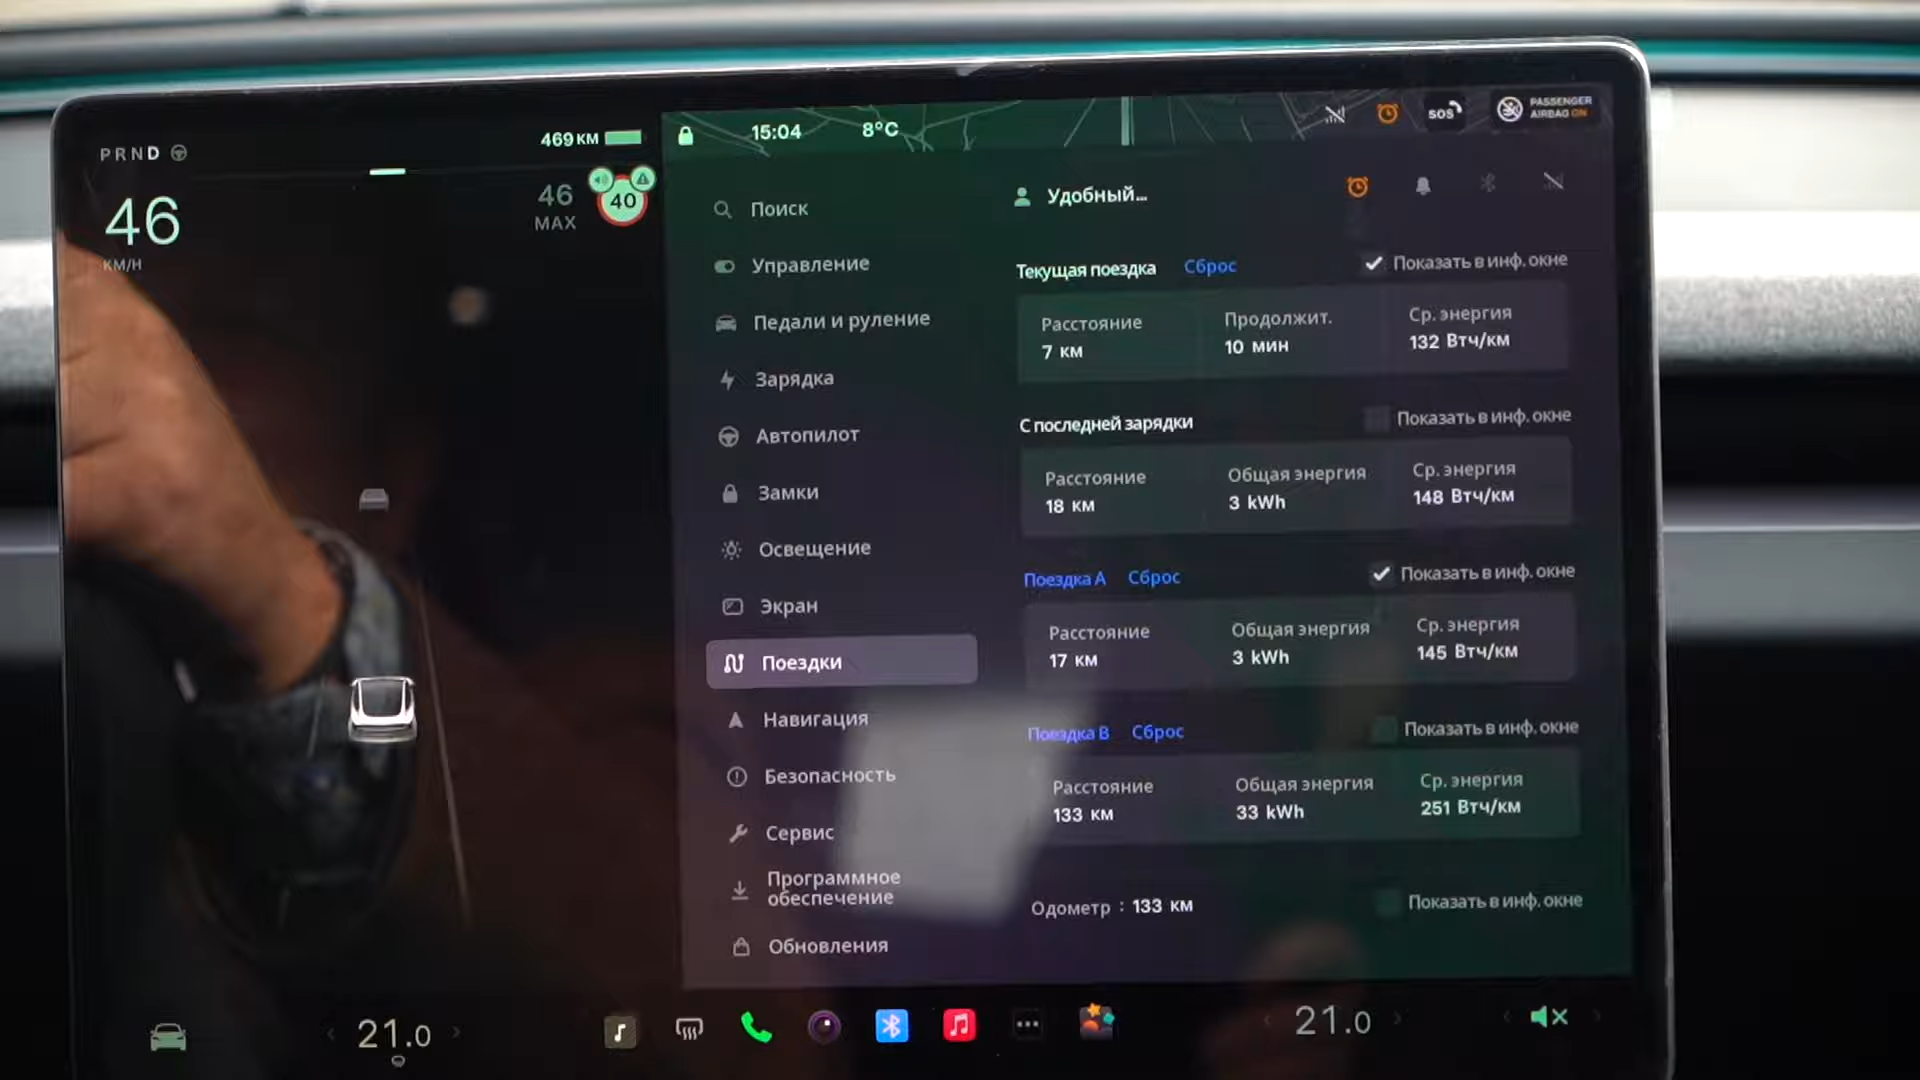 PRND
469 KM
15:04
8°C
SOS
PASSENGER
AIRBAG ON
46
KM/H
46
MAX
40
Поиск
Управление
Педали и руление
Зарядка
Автопилот
Замки
Освещение
Экран
Поездки
Навигация
Безопасность
Сервис
Программное
обеспечение
Обновления
Удобный...
Текущая поездка Сброс Показать в инф. окне
Расстояние Продолжит. Ср. энергия
7 км 10 мин 132 Втч/км
С последней зарядки Показать в инф. окне
Расстояние Общая энергия Ср. энергия
18 км 3 kWh 148 Втч/км
Поездка A Сброс Показать в инф. окне
Расстояние Общая энергия Ср. энергия
17 км 3 kWh 145 Втч/км
Поездка B Сброс Показать в инф. окне
Расстояние Общая энергия Ср. энергия
133 км 33 kWh 251 Втч/км
Одометр : 133 км Показать в инф. окне
21.0
21.0